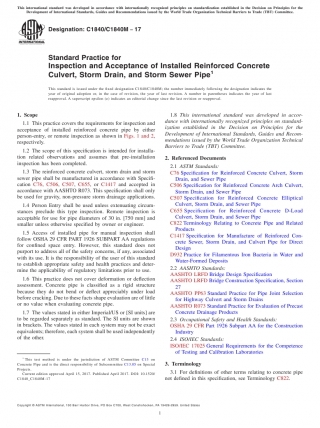 This international standard was developed in accordance with internationally recognized principles on standardization established in the Decision on Principles for the
Development of International Standards, Guides and Recommendations issued by the World Trade Organization Technical Barriers to Trade (TBT) Committee.
Designation: C1840/C1840M − 17
Standard Practice for
Inspection and Acceptance of Installed Reinforced Concrete
Culvert, Storm Drain, and Storm Sewer Pipe1
This standard is issued under the fixed designation C1840/C1840M; the number immediately following the designation indicates the
year of original adoption or, in the case of revision, the year of last revision. A number in parentheses indicates the year of last
reapproval. A superscript epsilon (ε) indicates an editorial change since the last revision or reapproval.
1. Scope
1.1 This practice covers the requirements for inspection and
acceptance of installed reinforced concrete pipe by either
person-entry, or remote inspection as shown in Figs. 1 and 2,
respectively.
1.2 The scope of this specification is intended for installa-
tion related observations and assumes that pre-installation
inspection has been completed.
1.3 The reinforced concrete culvert, storm drain and storm
sewer pipe shall be manufactured in accordance with Specifi-
cation C76, C506, C507, C655, or C1417 and accepted in
accordance with AASHTO R073. This specification shall only
be used for gravity, non-pressure storm drainage applications.
1.4 Person Entry shall be used unless extenuating circum-
stances preclude this type inspection. Remote inspection is
acceptable for use for pipe diameters of 30 in. [750 mm] and
smaller unless otherwise specified by owner or engineer.
1.5 Access of installed pipe for manual inspection shall
follow OSHA 29 CFR PART 1926 SUBPART AA regulations
for confined space entry. However, this standard does not
purport to address all of the safety concerns, if any, associated
with its use. It is the responsibility of the user of this standard
to establish appropriate safety and health practices and deter-
mine the applicability of regulatory limitations prior to use.
1.6 This practice does not cover deformation or deflection
assessment. Concrete pipe is classified as a rigid structure
because they do not bend or deflect appreciably under load
before cracking. Due to these facts shape evaluation are of little
or no value when evaluating concrete pipe.
1.7 The values stated in either Imperial/US or [SI units] are
to be regarded separately as standard. The SI units are shown
in brackets. The values stated in each system may not be exact
equivalents; therefore, each system shall be used independently
of the other.
1 This test method is under the jurisdiction of ASTM Committee C13 on
Concrete Pipe and is the direct responsibility of Subcommittee C13.09 on Special
Projects.
Current edition approved April 15, 2017. Published April 2017. DOI: 10.1520/
C1840_C1840M-17
1.8 This international standard was developed in accor-
dance with internationally recognized principles on standard-
ization established in the Decision on Principles for the
Development of International Standards, Guides and Recom-
mendations issued by the World Trade Organization Technical
Barriers to Trade (TBT) Committee.
2. Referenced Documents
2.1 ASTM Standards:
C76 Specification for Reinforced Concrete Culvert, Storm
Drain, and Sewer Pipe
C506 Specification for Reinforced Concrete Arch Culvert,
Storm Drain, and Sewer Pipe
C507 Specification for Reinforced Concrete Elliptical
Culvert, Storm Drain, and Sewer Pipe
C655 Specification for Reinforced Concrete D-Load
Culvert, Storm Drain, and Sewer Pipe
C822 Terminology Relating to Concrete Pipe and Related
Products
C1417 Specification for Manufacture of Reinforced Con-
crete Sewer, Storm Drain, and Culvert Pipe for Direct
Design
D932 Practice for Filamentous Iron Bacteria in Water and
Water-Formed Deposits
2.2 AASHTO Standards:
AASHTO LRFD Bridge Design Specification
AASHTO LRFD Bridge Construction Specification, Section
27
AASHTO PP63 Standard Practice for Pipe Joint Selection
for Highway Culvert and Storm Drains
AASHTO R073 Standard Practice for Evaluation of Precast
Concrete Drainage Products
2.3 Occupational Safety and Health Standards:
OSHA 29 CFR Part 1926 Subpart AA for the Construction
Industry
2.4 ISO/IEC Standards:
ISO/IEC 17025 General Requirements for the Competence
of Testing and Calibration Laboratories
3. Terminology
3.1 For definitions of other terms relating to concrete pipe
not defined in this specification, see Terminology C822.
Copyright © ASTM International, 100 Barr Harbor Drive, PO Box C700, West Conshohocken, PA 19428-2959. United States
1